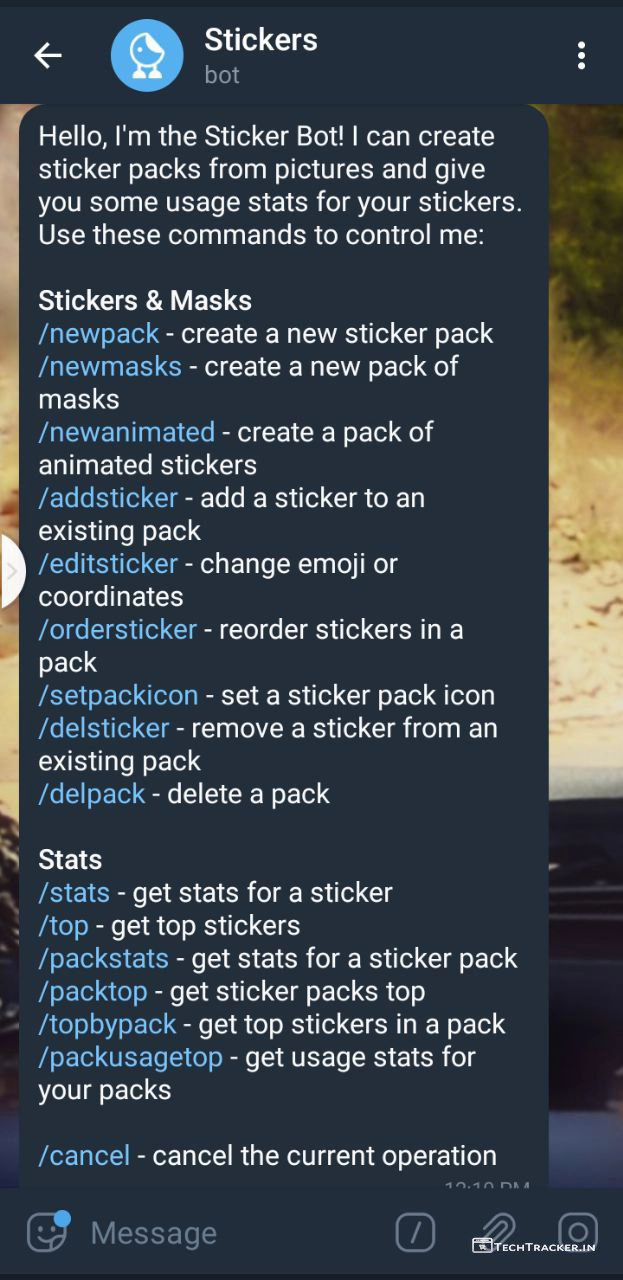 Stickers
bot
Hello, I'm the Sticker Bot! I can create
sticker packs from pictures and give
you some usage stats for your stickers.
Use these commands to control me:
Stickers & Masks
/newpack - create a new sticker pack
/newmasks - create a new pack of
masks
/newanimated - create a pack of
animated stickers
/addsticker - add a sticker to an
existing pack
/editsticker - change emoji or
coordinates
/ordersticker - reorder stickers in a
pack
/setpackicon - set a sticker pack icon
/delsticker - remove a sticker from an
existing pack
/delpack - delete a pack
Stats
/stats - get stats for a sticker
/top - get top stickers
/packstats - get stats for a sticker pack
/packtop - get sticker packs top
/topbypack - get top stickers in a pack
/packusagetop - get usage stats for
your packs
/cancel - cancel the current operation
Message
/
TECHTRACKER.IN